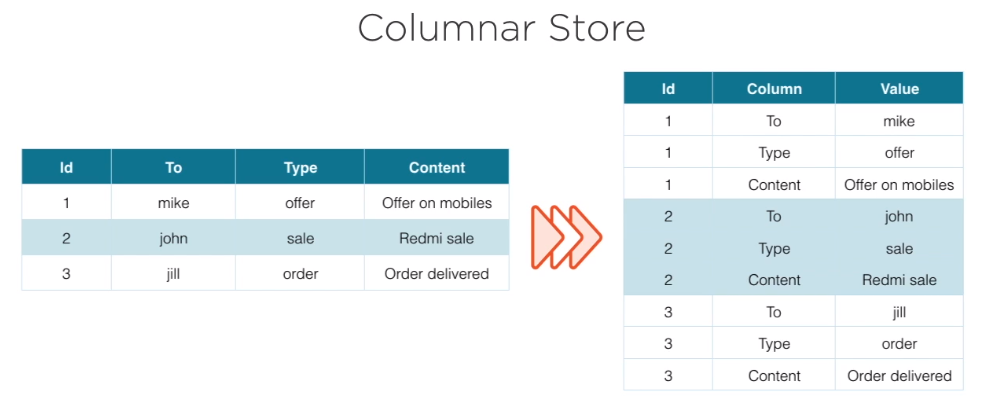 Columnar Store
Id To Type Content
1 mike offer Offer on mobiles
2 john sale Redmi sale
3 jill order Order delivered
Id Column Value
1 To mike
1 Type offer
1 Content Offer on mobiles
2 To john
2 Type sale
2 Content Redmi sale
3 To jill
3 Type order
3 Content Order delivered